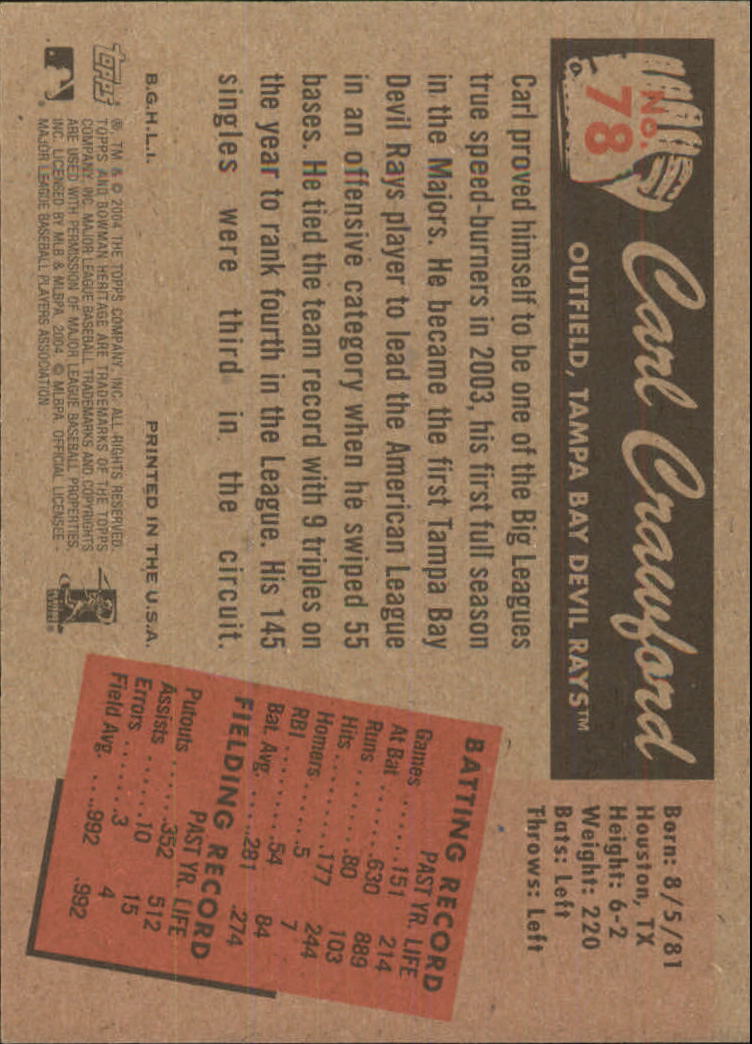 No.
78
Carl Crawford
OUTFIELD, TAMPA BAY DEVIL RAYS™
Born: 8/5/81
Houston, TX
Height: 6-2
Weight: 220
Bats: Left
Throws: Left
Carl proved himself to be one of the Big Leagues
true speed-burners in 2003, his first full season
in the Majors. He became the first Tampa Bay
Devil Rays player to lead the American League
in an offensive category when he swiped 55
bases. He tied the team record with 9 triples on
the year to rank fourth in the League. His 145
singles were third in the circuit.
BATTING RECORD
PAST YR. LIFE
Games ......151 214
At Bat .......630 889
Runs ........80 103
Hits .........177 244
Homers.......5 7
RBI .........54 84
Bat. Avg. ....281 .274
FIELDING RECORD
PAST YR. LIFE
Putouts .....352 512
Assists ......10 15
Errors .......3 4
Field Avg. ....992 .992
B.G.H.L.I. PRINTED IN THE U.S.A.
topps®
® TM & © 2004 THE TOPPS COMPANY, INC. ALL RIGHTS RESERVED.
TOPPS AND BOWMAN HERITAGE ARE TRADEMARKS OF THE TOPPS
COMPANY, INC. MAJOR LEAGUE BASEBALL TRADEMARKS AND COPYRIGHTS
ARE USED WITH PERMISSION OF MAJOR LEAGUE BASEBALL PROPERTIES,
INC. LICENSED BY MLB & MLBPA, 2004. © MLBPA. OFFICIAL LICENSEE -
MAJOR LEAGUE BASEBALL PLAYERS ASSOCIATION